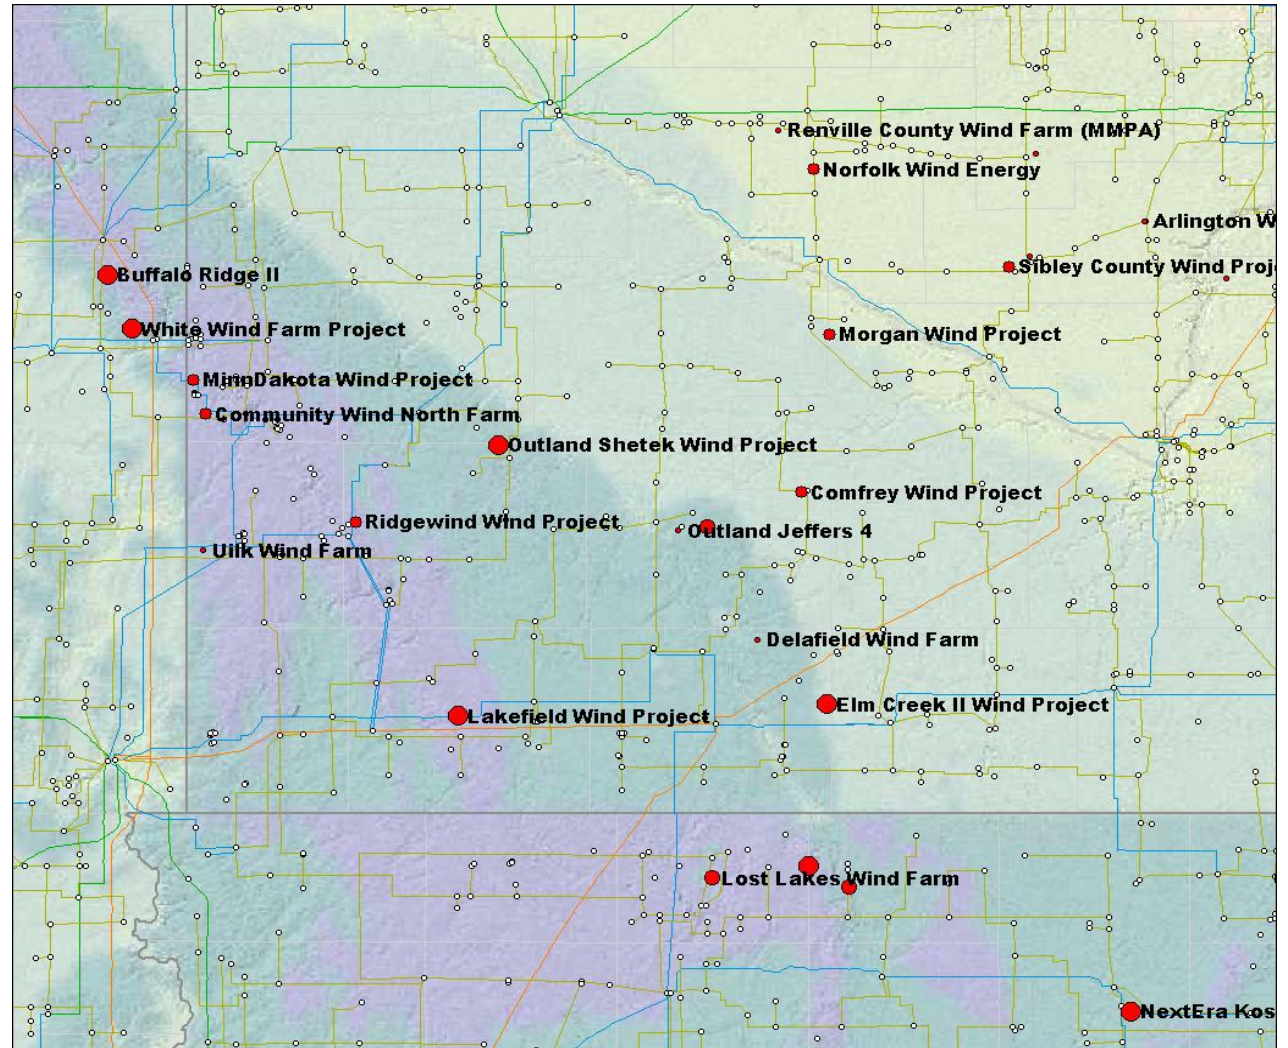 Renville County Wind Farm (MMPA)
Norfolk Wind Energy
Arlington W
Buffalo Ridge II
Sibley County Wind Proj
White Wind Farm Project
Morgan Wind Project
MinnDakota Wind Project
Community Wind North Farm
Outland Shetek Wind Project
Comfrey Wind Project
Ridgewind Wind Project
Outland Jeffers 4
Uilk Wind Farm
Delafield Wind Farm
Elm Creek II Wind Project
Lakefield Wind Project
Lost Lakes Wind Farm
NextEra Kos